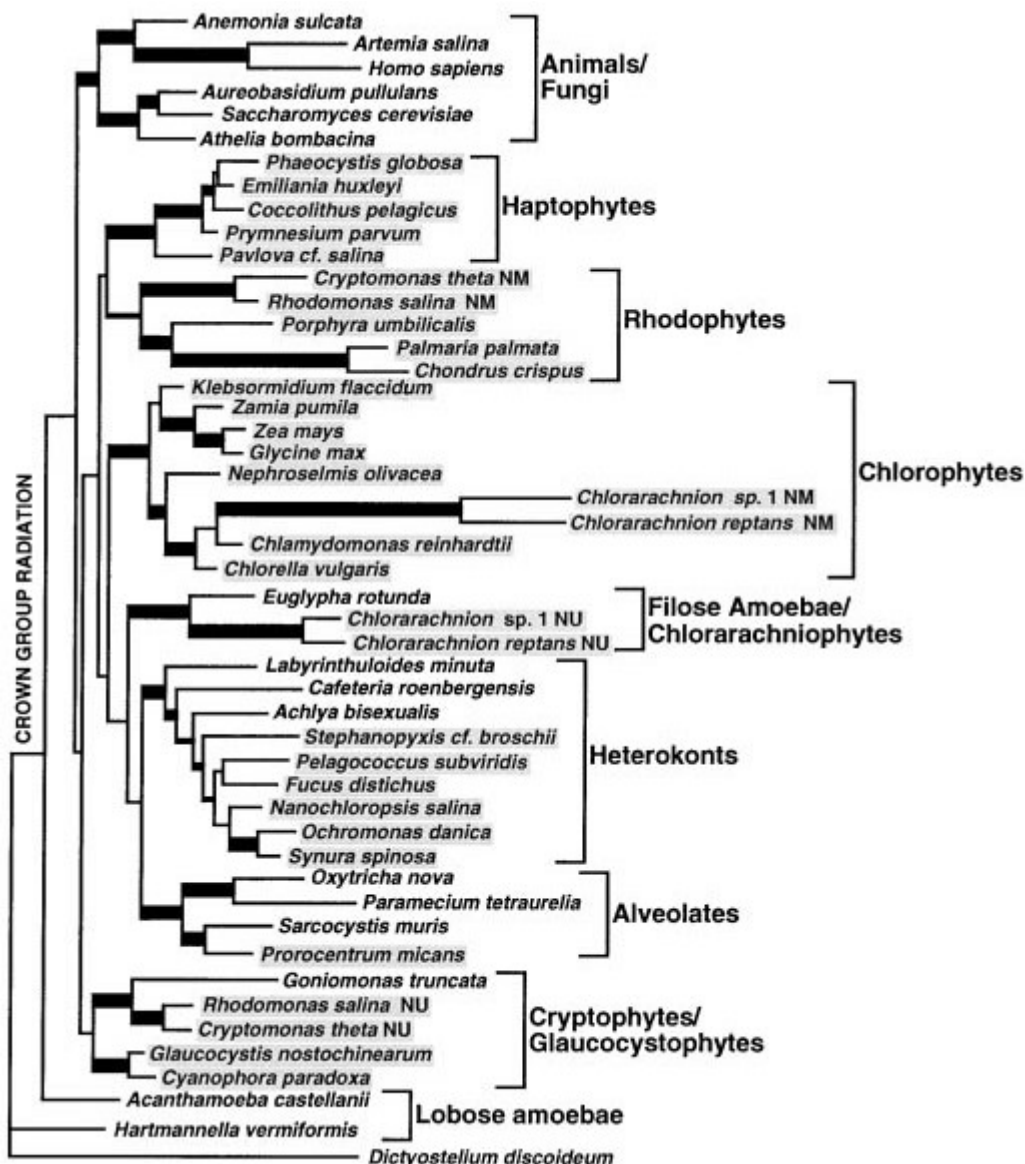 Anemonia sulcata
Artemia salina
Homo sapiens
Aureobasidium pullulans
Saccharomyces cerevisiae
Athelia bombacina
Animals/
Fungi
Phaeocystis globosa
Emiliania huxleyi
Coccolithus pelagicus
Prymnesium parvum
Pavlova cf. salina
Haptophytes
Cryptomonas theta NM
Rhodomonas salina NM
Porphyra umbilicalis
Palmaria palmata
Chondrus crispus
Rhodophytes
Klebsormidium flaccidum
Zamia pumila
Zea mays
Glycine max
Nephroselmis olivacea
Chlorarachnion sp. 1 NM
Chlorarachnion reptans NM
Chlamydomonas reinhardtii
Chlorella vulgaris
Chlorophytes
Euglypha rotunda
Chlorarachnion sp. 1 NU
Chlorarachnion reptans NU
Filose Amoebae/
Chlorarachniophytes
CROWN GROUP RADIATION
Labyrinthuloides minuta
Cafeteria roenbergensis
Achlya bisexualis
Stephanopyxis cf. broschii
Pelagococcus subviridis
Fucus distichus
Nanochloropsis salina
Ochromonas danica
Synura spinosa
Heterokonts
Oxytricha nova
Paramecium tetraurelia
Sarcocystis muris
Prorocentrum micans
Alveolates
Goniomonas truncata
Rhodomonas salina NU
Cryptomonas theta NU
Glaucocystis nostochinearum
Cyanophora paradoxa
Cryptophytes/
Glaucocystophytes
Acanthamoeba castellanii
Hartmannella vermiformis
Lobose amoebae
Dictyostelium discoideum